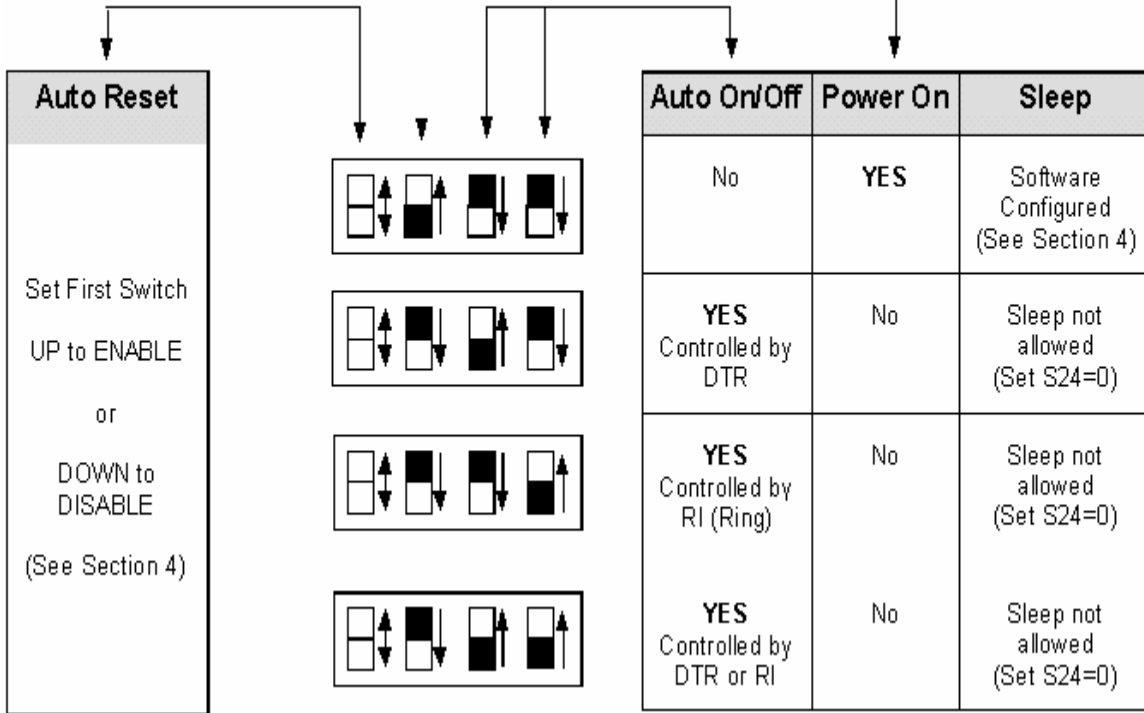 Auto Reset
Set First Switch
UP to ENABLE
or
DOWN to
DISABLE
(See Section 4)
Auto On/Off Power On Sleep
No YES Software
Configured
(See Section 4)
YES No Sleep not
Controlled by allowed
DTR (Set S24=0)
YES No Sleep not
Controlled by allowed
RI (Ring) (Set S24=0)
YES No Sleep not
Controlled by allowed
DTR or RI (Set S24=0)